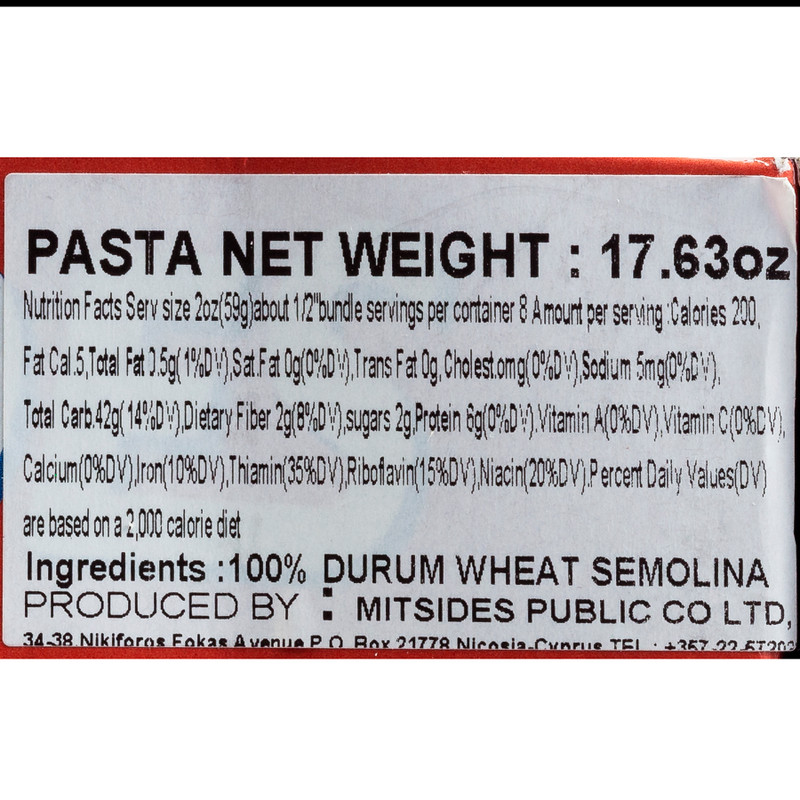 PASTA NET WEIGHT : 17.63oz
Nutrition Facts Serv size 2oz(59g)about 1/2"bundle servings per container 8 Amount per serving :Calories 200,
Fat Cal.5,Total Fat 0.5g(1%DV),Sat.Fat 0g(0%DV),Trans Fat 0g,Cholest.omg(0%DV),Sodium 5mg(0%DV),
Total Carb.42g(14%DV),Dietary Fiber 2g(8%DV),sugars 2g,Protein 6g(0%DV).Vitamin A(0%DV),Vitamin C(0%DV),
Calcium(0%DV),Iron(10%DV),Thiamin(35%DV),Riboflavin(15%DV),Niacin(20%DV).Percent Daily Values(DV)
are based on a 2,000 calorie diet
Ingredients :100% DURUM WHEAT SEMOLINA
PRODUCED BY : MITSIDES PUBLIC CO LTD,
34-38 Nikiforos Fokas Avenue P.O. Box 21778 Nicosia-Cyprus TEL : +357-22-